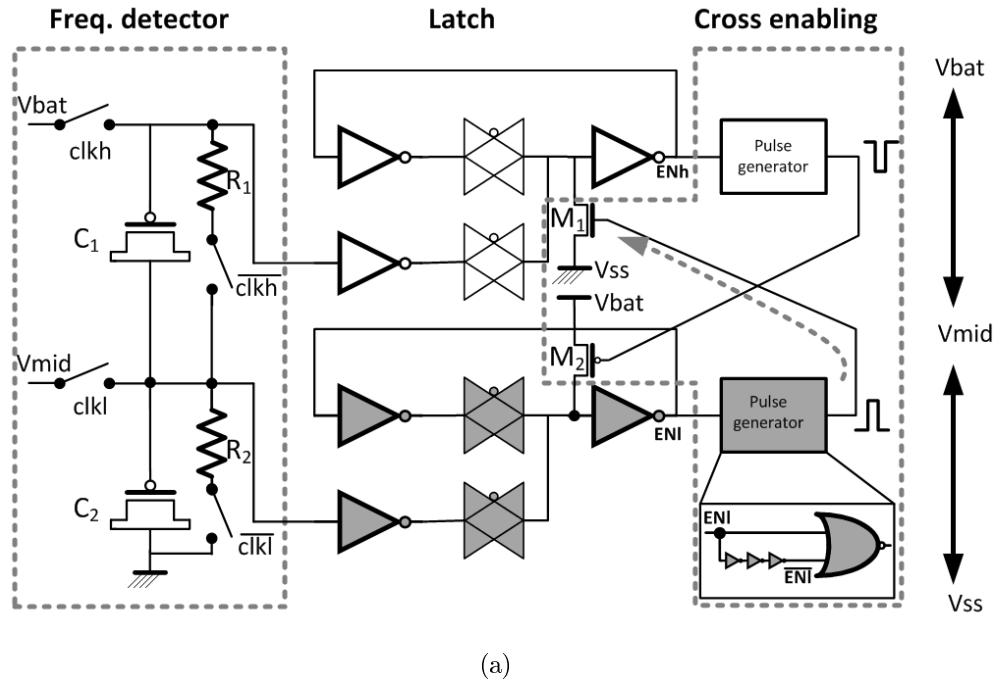 Freq. detector
Latch
Cross enabling
Vbat
Vbat
clkh
R1
Pulse generator
ENh
C1
M1
clkh
Vss
Vbat
Vmid
Vmid
clkl
M2
R2
Pulse generator
ENl
C2
clkl
ENl
ENl
Vss
(a)